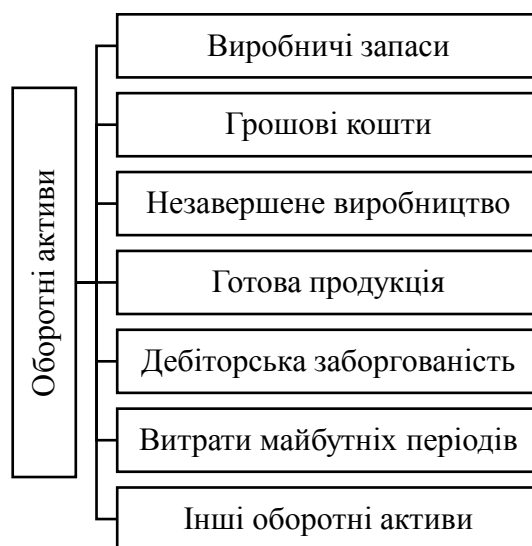 Оборотні активи
Виробничі запаси
Грошові кошти
Незавершене виробництво
Готова продукція
Дебіторська заборгованість
Витрати майбутніх періодів
Інші оборотні активи